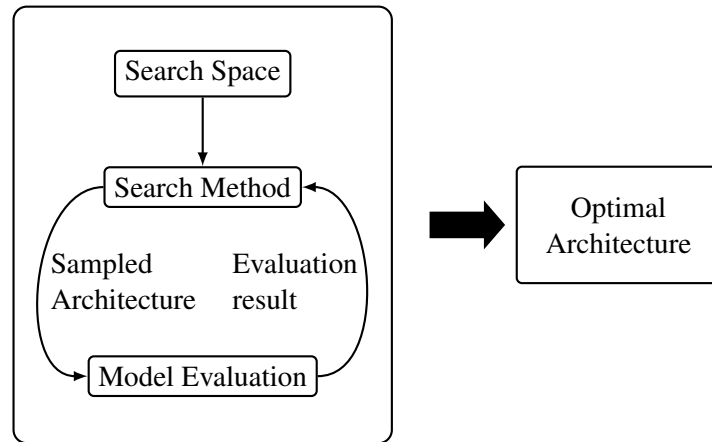 Search Space
Search Method
Sampled
Architecture
Evaluation
result
Model Evaluation
Optimal
Architecture